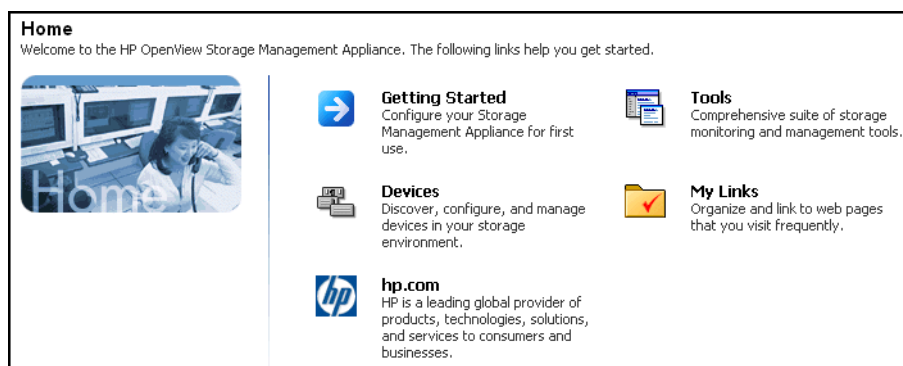 Home
Welcome to the HP OpenView Storage Management Appliance. The following links help you get started.
Home
Getting Started
Configure your Storage
Management Appliance for first
use.
Tools
Comprehensive suite of storage
monitoring and management tools.
Devices
Discover, configure, and manage
devices in your storage
environment.
My Links
Organize and link to web pages
that you visit frequently.
hp
hp.com
HP is a leading global provider of
products, technologies, solutions,
and services to consumers and
businesses.